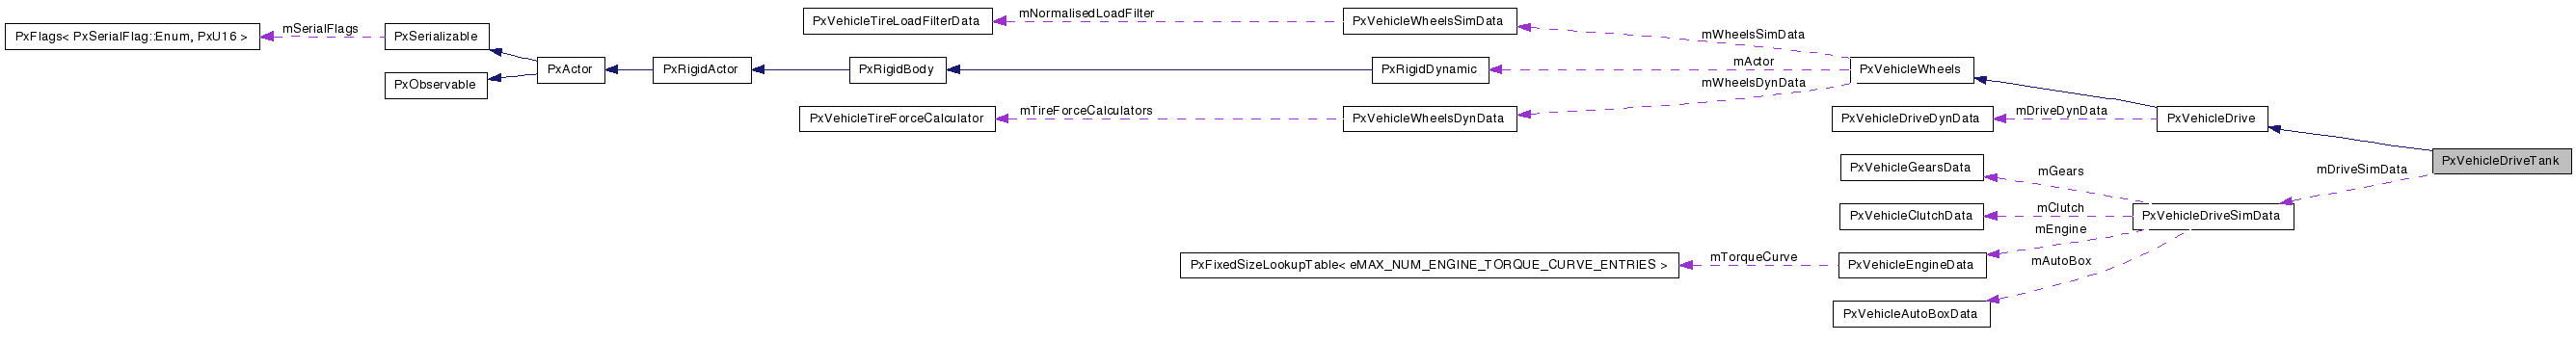 PxVehicleTireLoadFilterData
mNormalisedLoadFilter
PxVehicleWheelsSimData
PxFlags< PxSerialFlag::Enum, PxU16 >
mSerialFlags
PxSerializable
mWheelsSimData
PxActor
PxRigidActor
PxRigidBody
PxRigidDynamic
mActor
PxVehicleWheels
PxObservable
mWheelsDynData
PxVehicleTireForceCalculator
mTireForceCalculators
PxVehicleWheelsDynData
PxVehicleDriveDynData
mDriveDynData
PxVehicleDrive
PxVehicleDriveTank
PxVehicleGearsData
mGears
mDriveSimData
PxVehicleClutchData
mClutch
PxVehicleDriveSimData
mEngine
PxFixedSizeLookupTable< eMAX_NUM_ENGINE_TORQUE_CURVE_ENTRIES >
mTorqueCurve
PxVehicleEngineData
mAutoBox
PxVehicleAutoBoxData